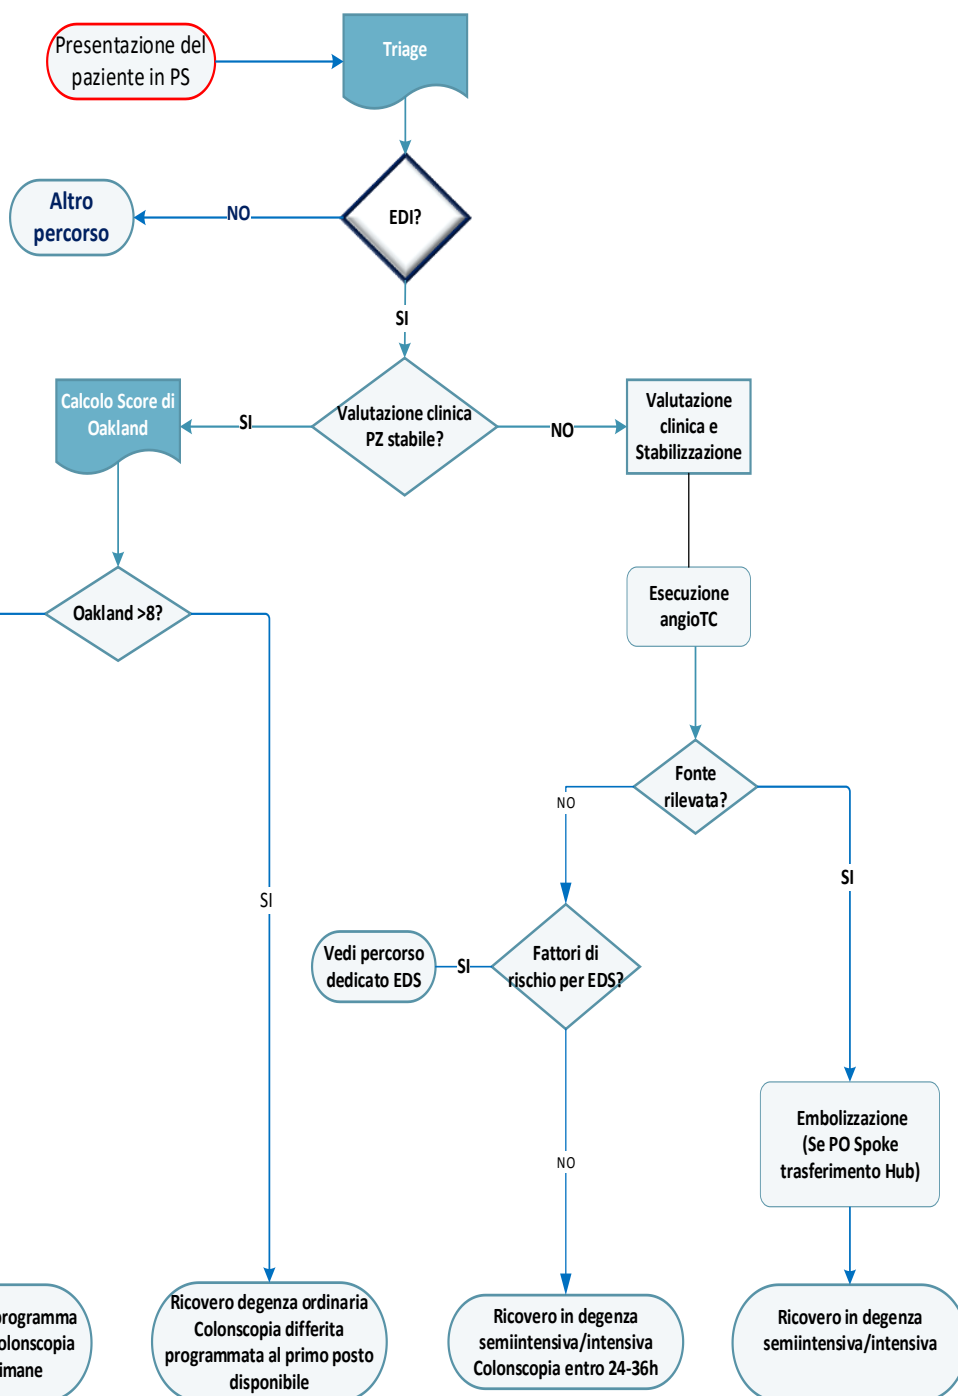 Presentazione del
paziente in PS
Triage
EDI?
NO
Altro
percorso
SI
Valutazione clinica
PZ stabile?
SI
NO
Calcolo Score di
Oakland
Valutazione
clinica e
Stabilizzazione
Oakland >8?
Esecuzione
angioTC
Fonte
rilevata?
NO
SI
SI
Fattori di
rischio per EDS?
SI
Vedi percorso
dedicato EDS
NO
Embolizzazione
(Se PO Spoke
trasferimento Hub)
programma
olonscopia
imane
Ricovero degenza ordinaria
Colonscopia differita
programmata al primo posto
disponibile
Ricovero in degenza
semiintensiva/intensiva
Colonscopia entro 24-36h
Ricovero in degenza
semiintensiva/intensiva